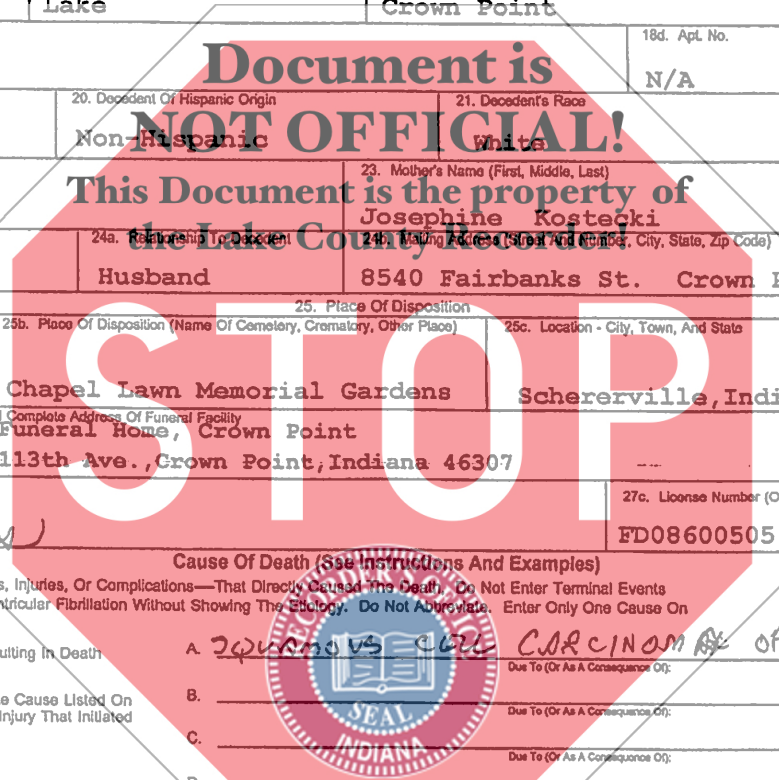 Lake Crown Point
18d. Apt. No.
Document is
N/A
20. Decedent Of Hispanic Origin 21. Decedent's Race
NOT OFFICIAL!
Non-Hispanic White
23. Mother's Name (First, Middle, Last)
This Document is the property of
Josephine Kostecki
the Lake County Recorder!
24a. Relationship To Decedent 24b. Mailing Address (Street And Number, City, State, Zip Code)
Husband 8540 Fairbanks St. Crown P
25. Place Of Disposition
25b. Place Of Disposition (Name Of Cemetery, Crematory, Other Place) 25c. Location - City, Town, And State
STOP
Chapel Lawn Memorial Gardens Schererville, Indi
Complete Address Of Funeral Facility
Funeral Home, Crown Point
113th Ave., Crown Point, Indiana 46307
27c. License Number (O
FD08600505
Cause Of Death (See Instructions And Examples)
s, Injuries, Or Complications—That Directly Caused The Death. Do Not Enter Terminal Events
ntricular Fibrillation Without Showing The Etiology. Do Not Abbreviate. Enter Only One Cause On
ulting In Death A. Squamous CELL CARCINOMA OF
Due To (Or As A Consequence Of):
e Cause Listed On B.
Injury That Initiated Due To (Or As A Consequence Of):
SEAL
C.
INDIANA
Due To (Or As A Consequence Of):